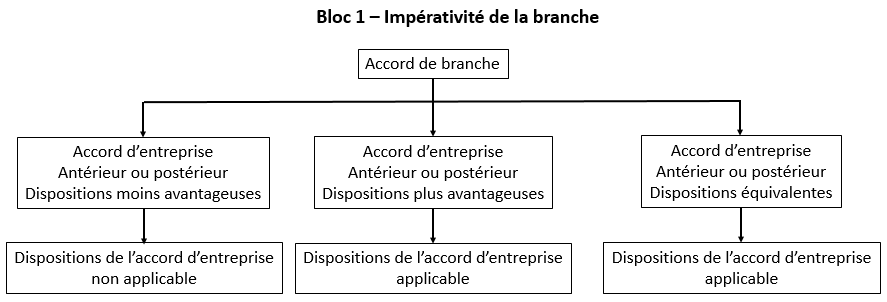 Bloc 1 – Impérativité de la branche
Accord de branche
Accord d'entreprise
Antérieur ou postérieur
Dispositions moins avantageuses
Accord d'entreprise
Antérieur ou postérieur
Dispositions plus avantageuses
Accord d'entreprise
Antérieur ou postérieur
Dispositions équivalentes
Dispositions de l'accord d'entreprise
non applicable
Dispositions de l'accord d'entreprise
applicable
Dispositions de l'accord d'entreprise
applicable